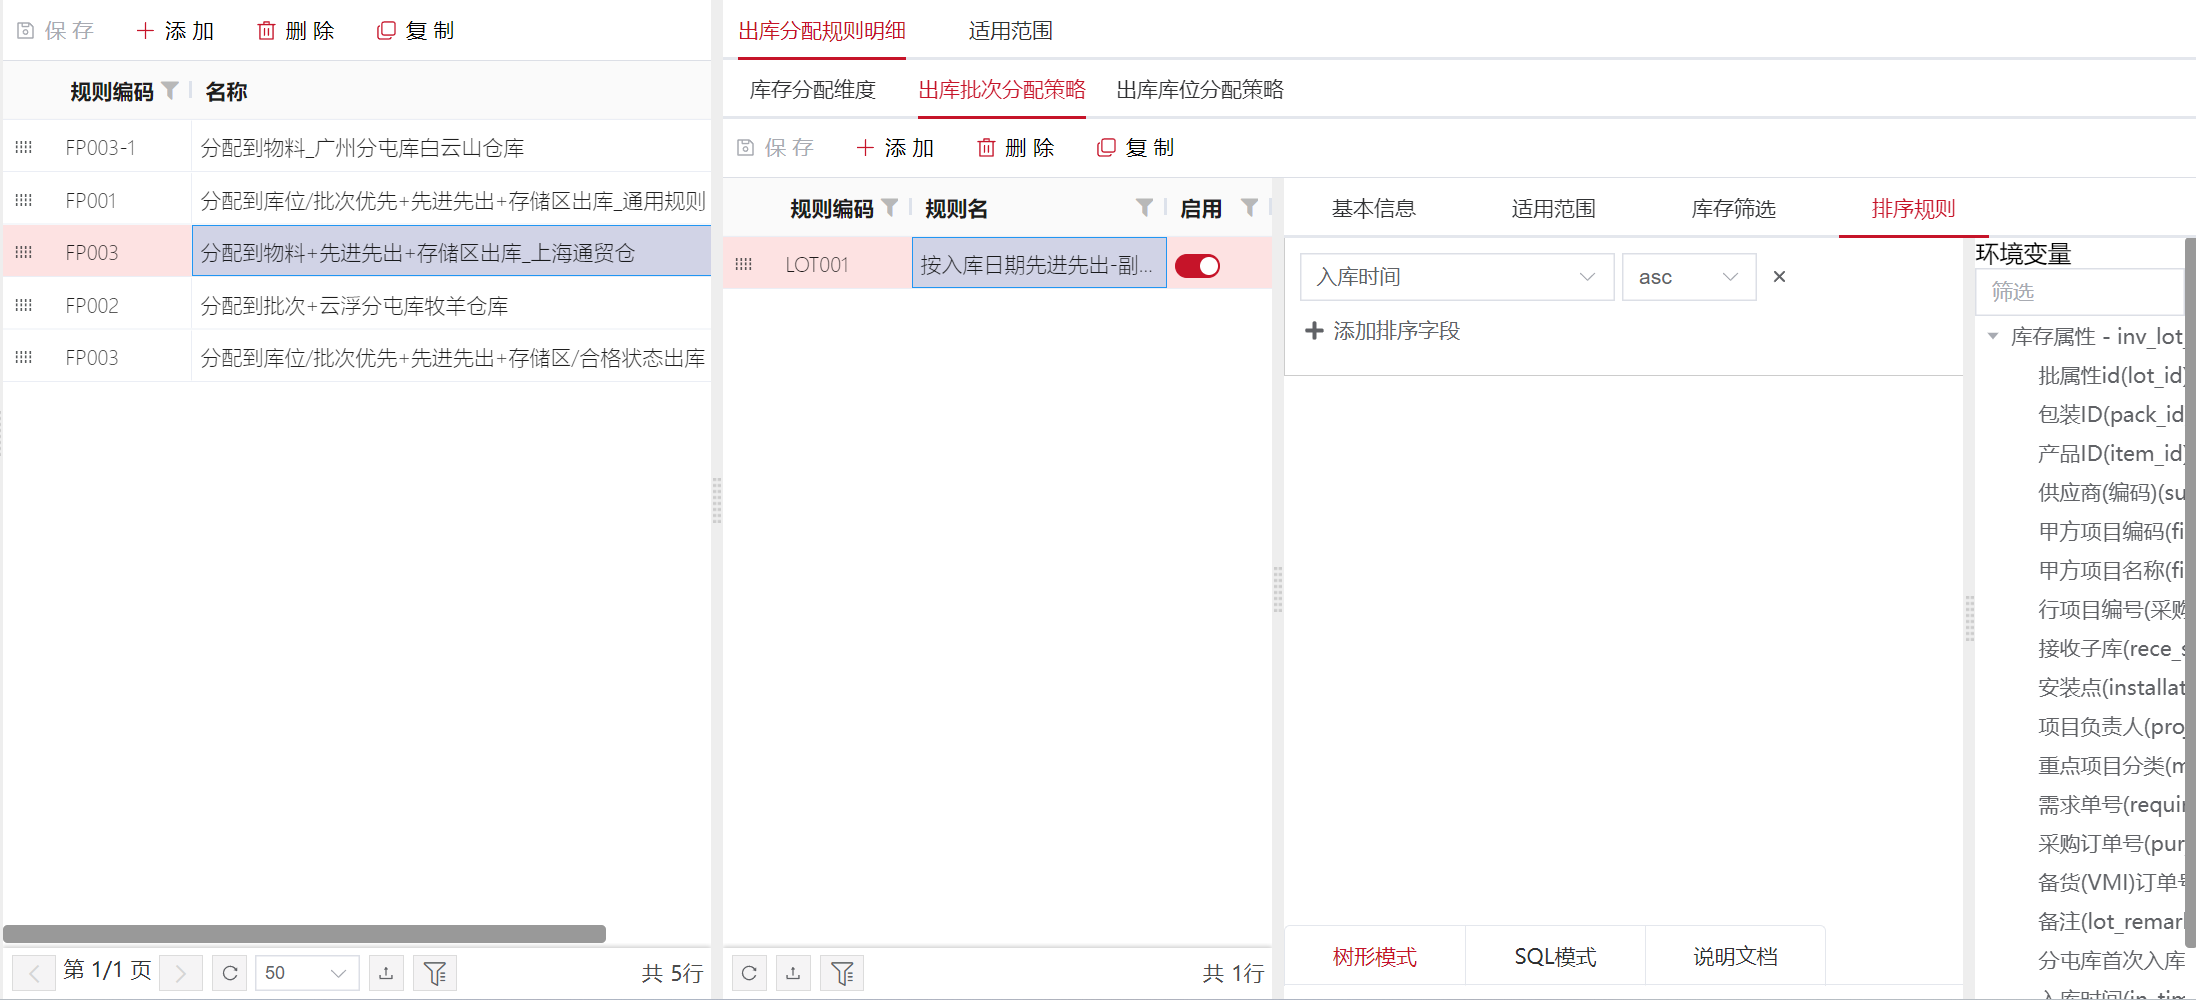 保存 添加 删除 复制
规则编码 名称
FP003-1 分配到物料_广州分屯库白云山仓库
FP001 分配到库位/批次优先+先进先出+存储区出库_通用规则
FP003 分配到物料+先进先出+存储区出库_上海通贸仓
FP002 分配到批次+云浮分屯库牧羊仓库
FP003 分配到库位/批次优先+先进先出+存储区/合格状态出库
第 1/1 页 50 共 5行
出库分配规则明细 适用范围
库存分配维度 出库批次分配策略 出库库位分配策略
保存 添加 删除 复制
规则编码 规则名 启用
LOT001 按入库日期先进先出-副...
共 1行
基本信息 适用范围 库存筛选 排序规则
入库时间 asc
添加排序字段
树形模式 SQL模式 说明文档
环境变量
筛选
库存属性 - inv_lot_
批属性id(lot_id)
包装ID(pack_id
产品ID(item_id)
供应商(编码)(su
甲方项目编码(fi
甲方项目名称(fi
行项目编号(采购
接收子库(rece_s
安装点(installat
项目负责人(pro
重点项目分类(m
需求单号(requir
采购订单号(pur
备货(VMI)订单号
备注(lot_remar
分屯库首次入库
入库时间(in_tim